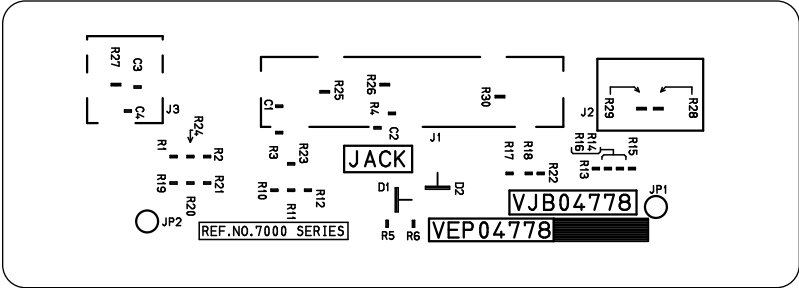 R27
C3
C4
J3
R24
R1
R2
R19
R20
R21
JP2
C1
R25
R26
R4
C2
R30
J1
R3
R23
R10
R11
R12
JACK
D1
D2
R5
R6
R17
R18
R22
J2
R29
R28
R16
R14
R15
R13
JP1
VJB04778
VEP04778
REF.NO.7000 SERIES